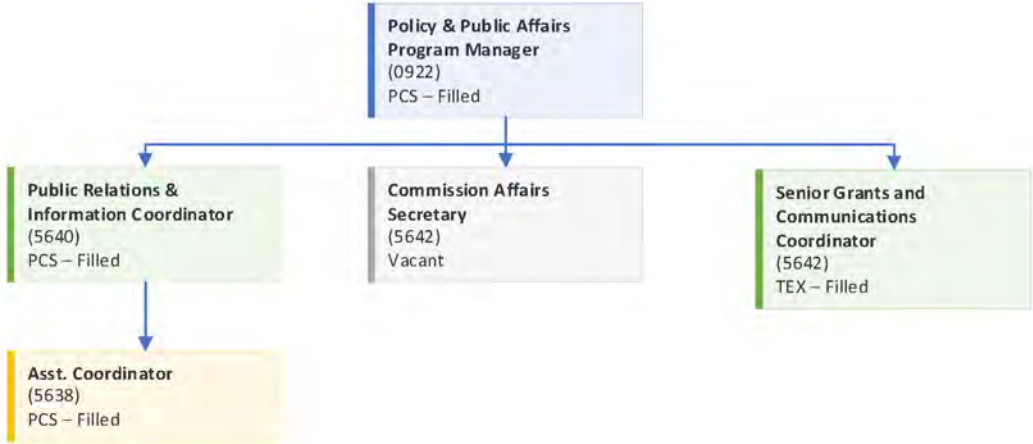 Policy & Public Affairs
Program Manager
(0922)
PCS – Filled
Public Relations &
Information Coordinator
(5640)
PCS – Filled
Commission Affairs
Secretary
(5642)
Vacant
Senior Grants and
Communications
Coordinator
(5642)
TEX – Filled
Asst. Coordinator
(5638)
PCS – Filled